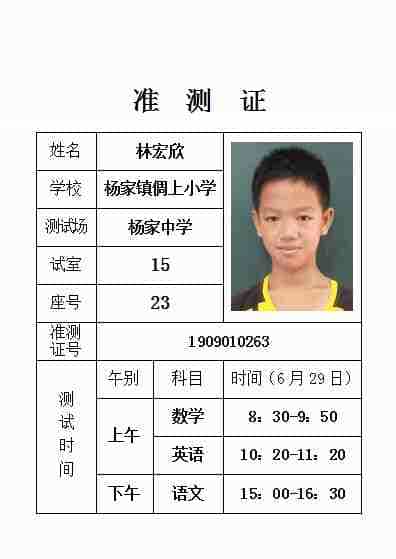 准 测 证
姓名 林宏欣
学校 杨家镇倜上小学
测试场 杨家中学
试室 15
座号 23
准测证号 1909010263
测试时间 午别 科目 时间（6月29日）
上午 数学 8：30-9：50
英语 10：20-11：20
下午 语文 15：00-16：30